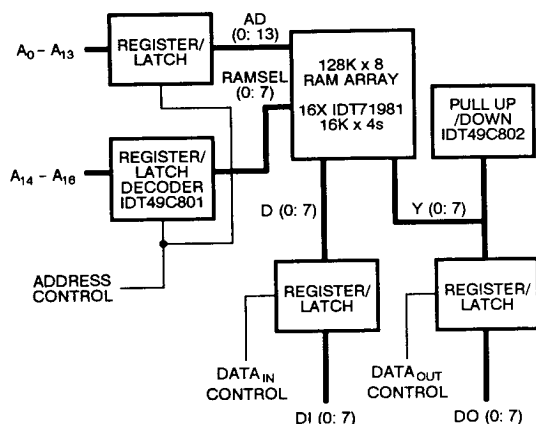 A0 – A13
REGISTER/
LATCH
AD
(0: 13)
RAMSEL
(0: 7)
128K x 8
RAM ARRAY
16X IDT71981
16K x 4s
PULL UP
/DOWN
IDT49C802
A14 – A16
REGISTER/
LATCH
DECODER
IDT49C801
D (0: 7)
Y (0: 7)
ADDRESS
CONTROL
REGISTER/
LATCH
REGISTER/
LATCH
DATAIN
CONTROL
DATAOUT
CONTROL
DI (0: 7)
DO (0: 7)